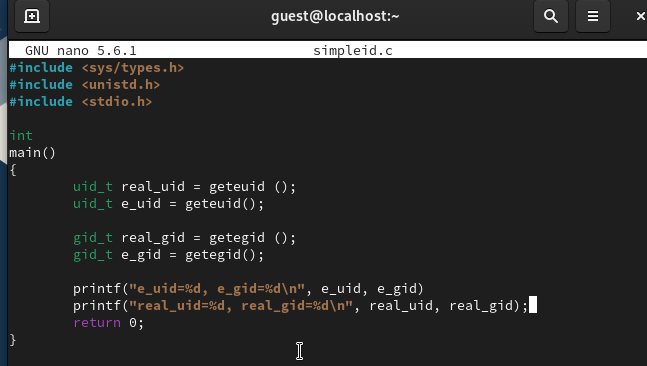 guest@localhost:~
GNU nano 5.6.1 simpleid.c
#include <sys/types.h>
#include <unistd.h>
#include <stdio.h>
int
main()
{
uid_t real_uid = geteuid ();
uid_t e_uid = geteuid();
gid_t real_gid = getegid ();
gid_t e_gid = getegid();
printf("e_uid=%d, e_gid=%d\n", e_uid, e_gid)
printf("real_uid=%d, real_gid=%d\n", real_uid, real_gid);
return 0;
}